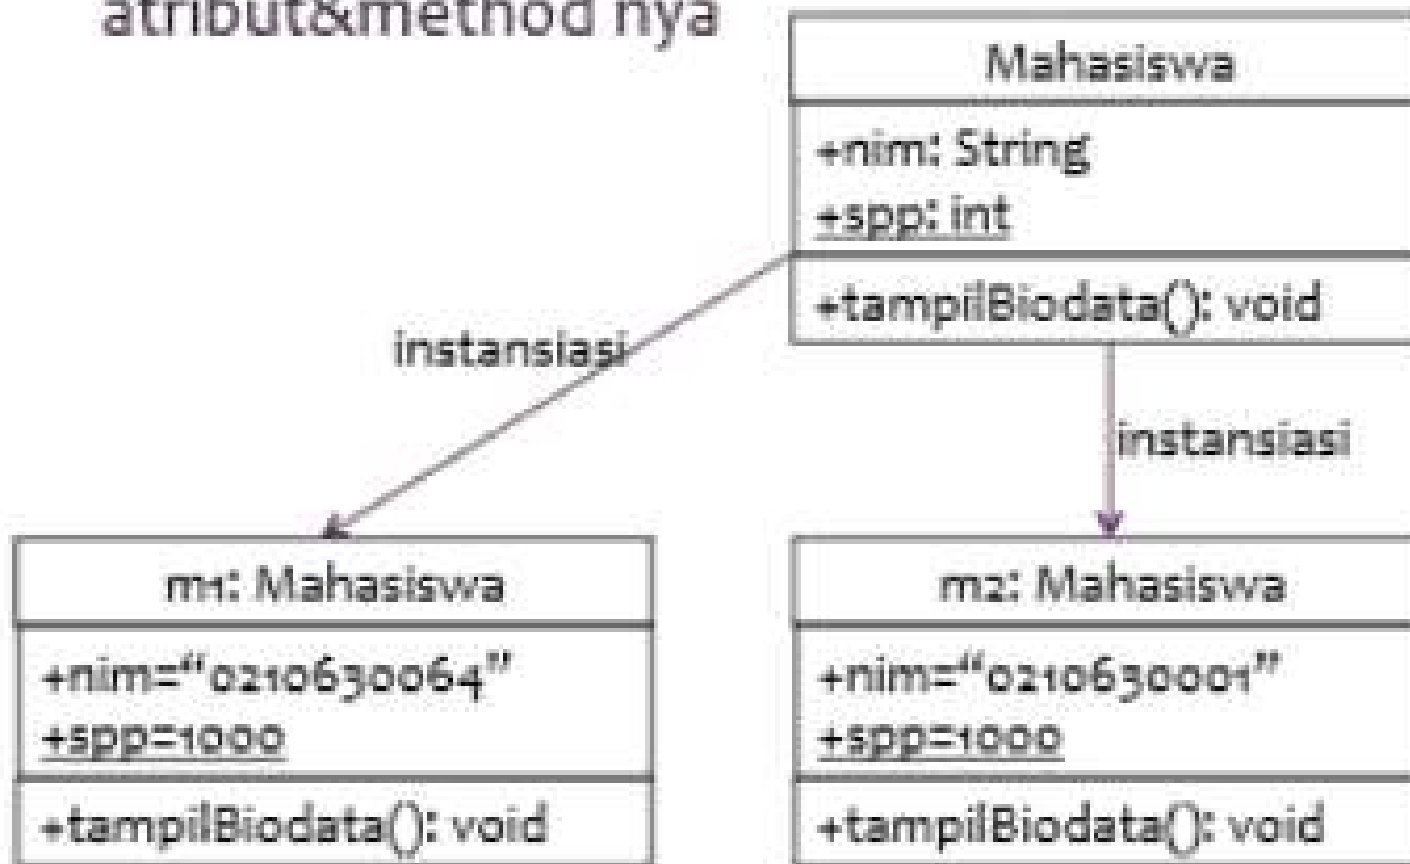 atribut&method nya
Mahasiswa
+nim: String
+spp: int
+tampilBiodata(): void
instansiasi
instansiasi
m1: Mahasiswa
+nim=“0210630064”
+spp=1000
+tampilBiodata(): void
m2: Mahasiswa
+nim=“0210630001”
+spp=1000
+tampilBiodata(): void